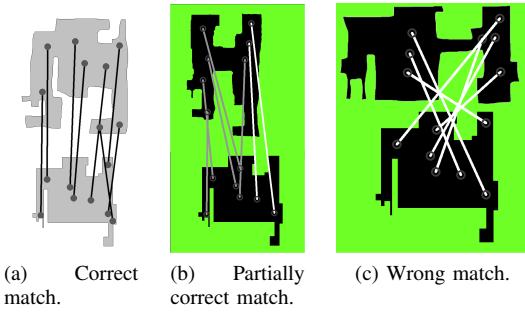 (a) Correct
match.
(b) Partially
correct match.
(c) Wrong match.